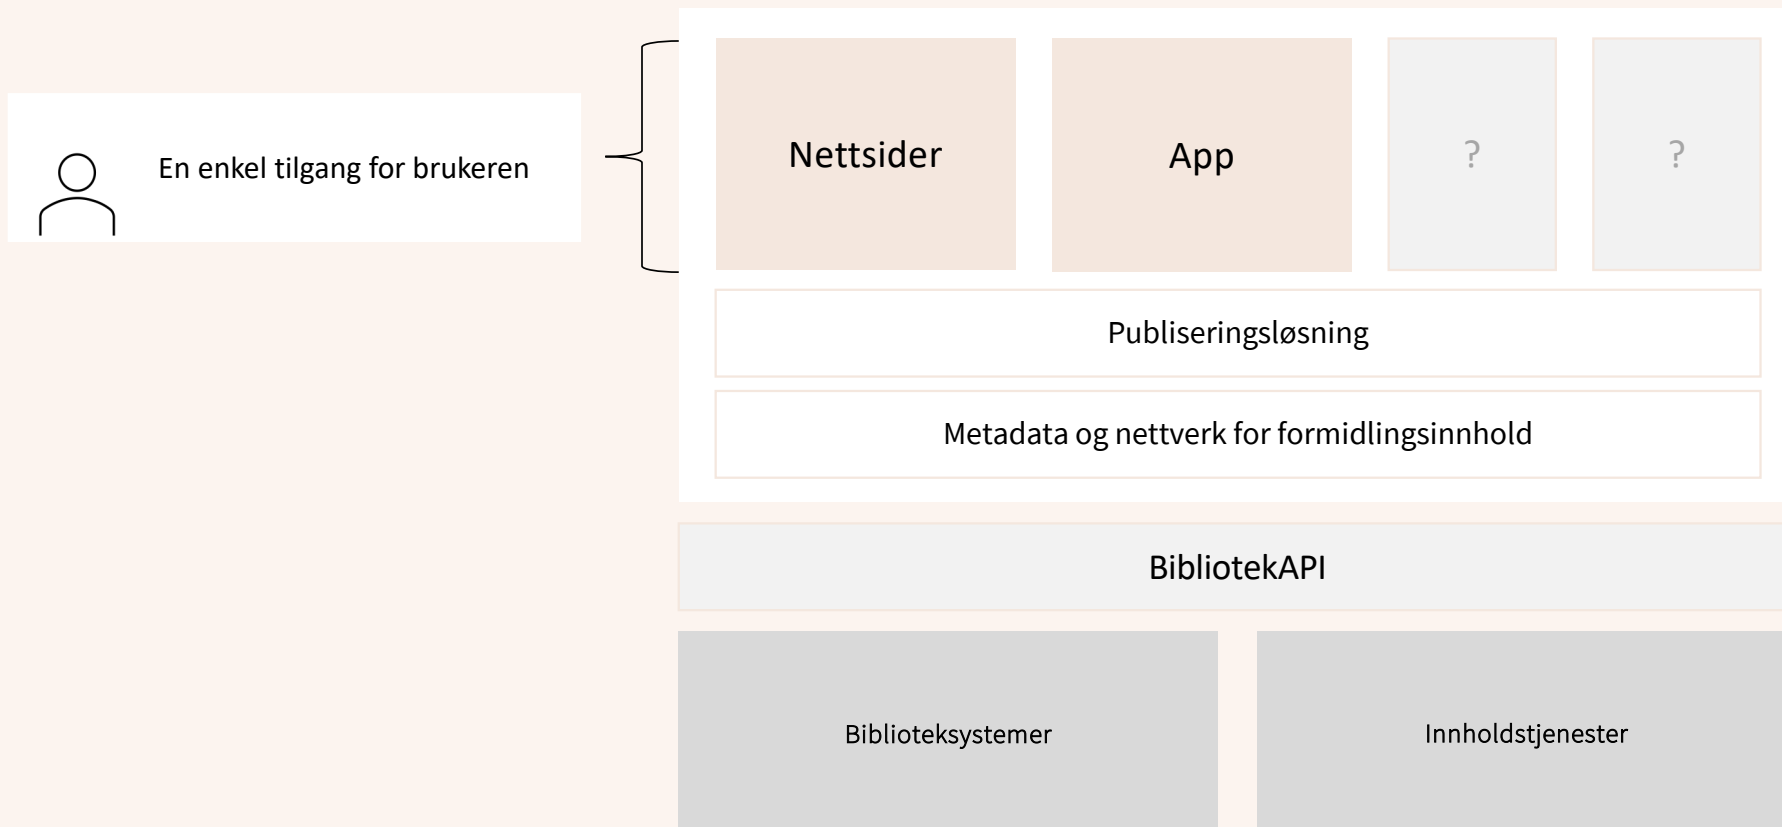 En enkel tilgang for brukeren
Nettsider
App
?
?
Publiseringsløsning
Metadata og nettverk for formidlingsinnhold
BibliotekAPI
Biblioteksystemer
Innholdstjenester